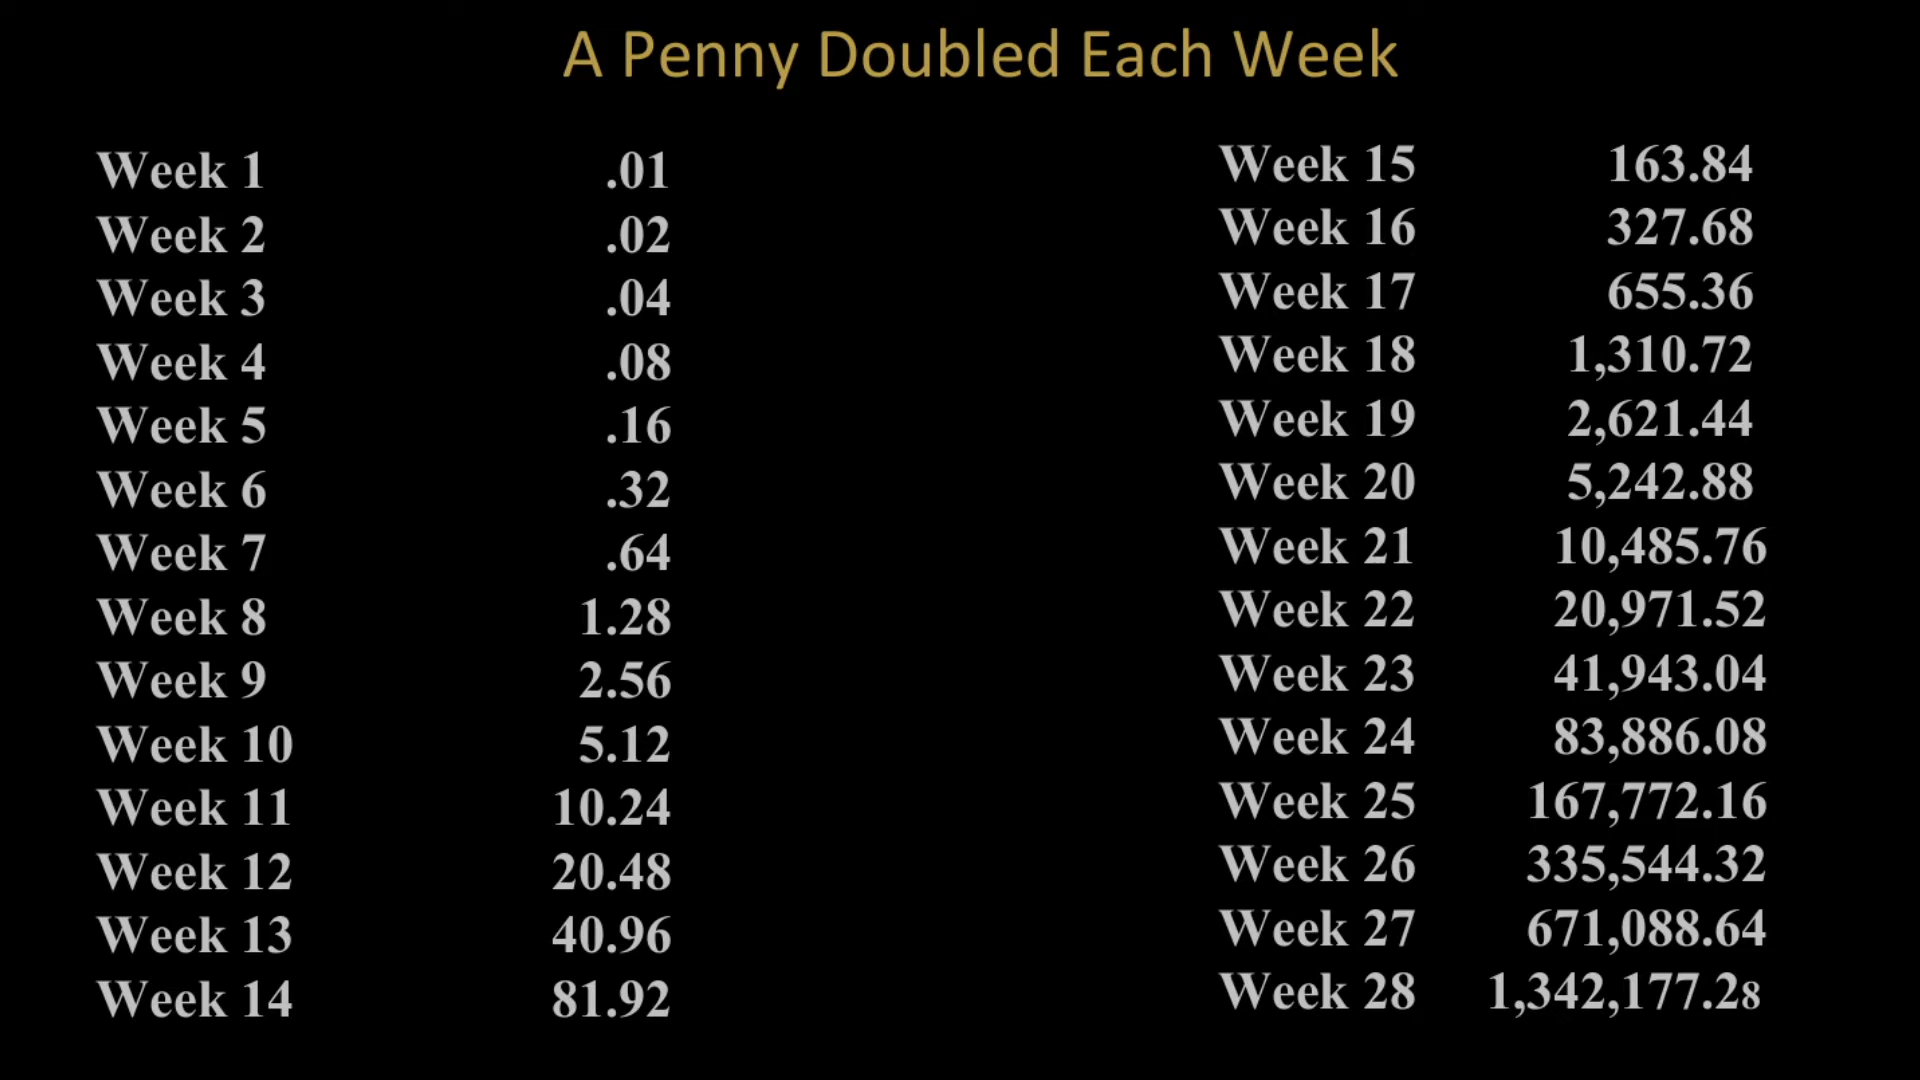 A Penny Doubled Each Week
Week 1 .01
Week 2 .02
Week 3 .04
Week 4 .08
Week 5 .16
Week 6 .32
Week 7 .64
Week 8 1.28
Week 9 2.56
Week 10 5.12
Week 11 10.24
Week 12 20.48
Week 13 40.96
Week 14 81.92
Week 15 163.84
Week 16 327.68
Week 17 655.36
Week 18 1,310.72
Week 19 2,621.44
Week 20 5,242.88
Week 21 10,485.76
Week 22 20,971.52
Week 23 41,943.04
Week 24 83,886.08
Week 25 167,772.16
Week 26 335,544.32
Week 27 671,088.64
Week 28 1,342,177.28